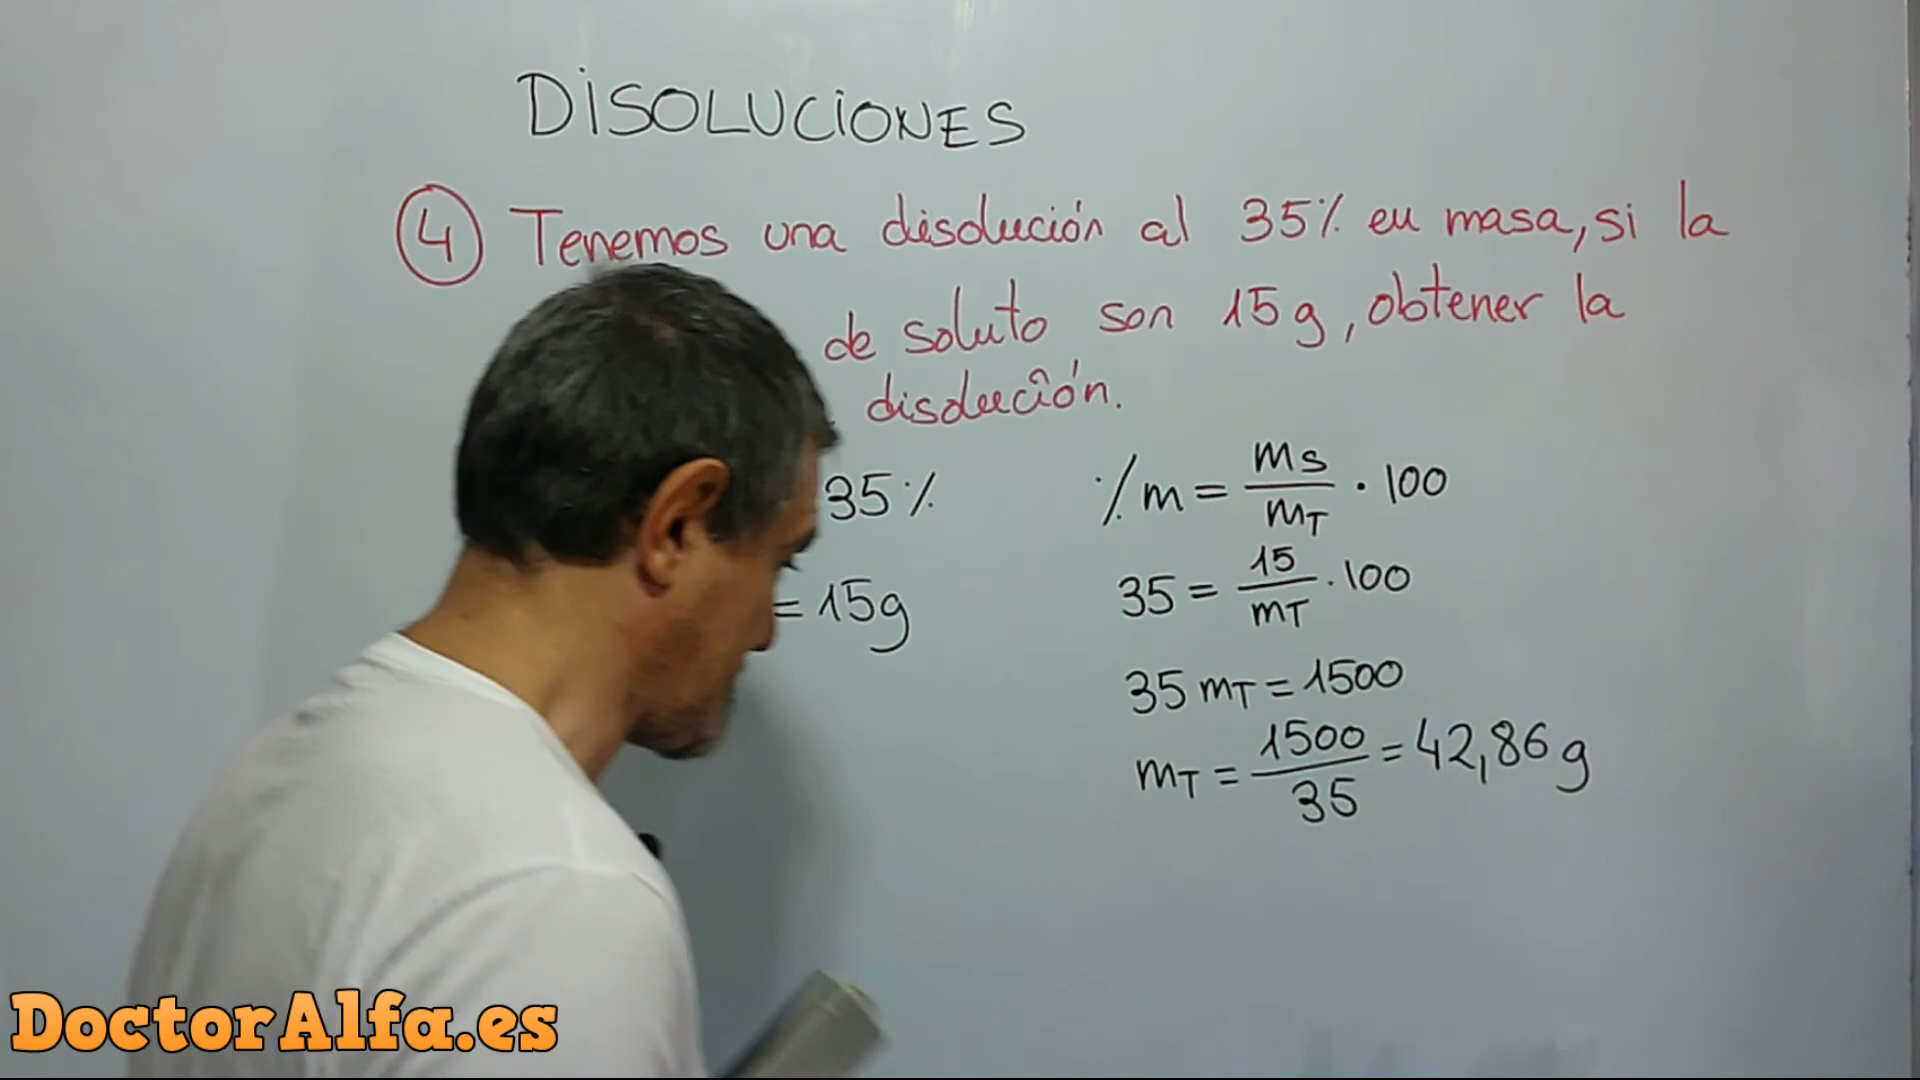 DISOLUCIONES
4 Tenemos una disolución al 35% en masa, si la
de soluto son 15g, obtener la
disolución.
35%
= 15g
%m = ms/mT · 100
35 = 15/mT · 100
35 mT = 1500
mT = 1500/35 = 42,86 g
DoctorAlfa.es